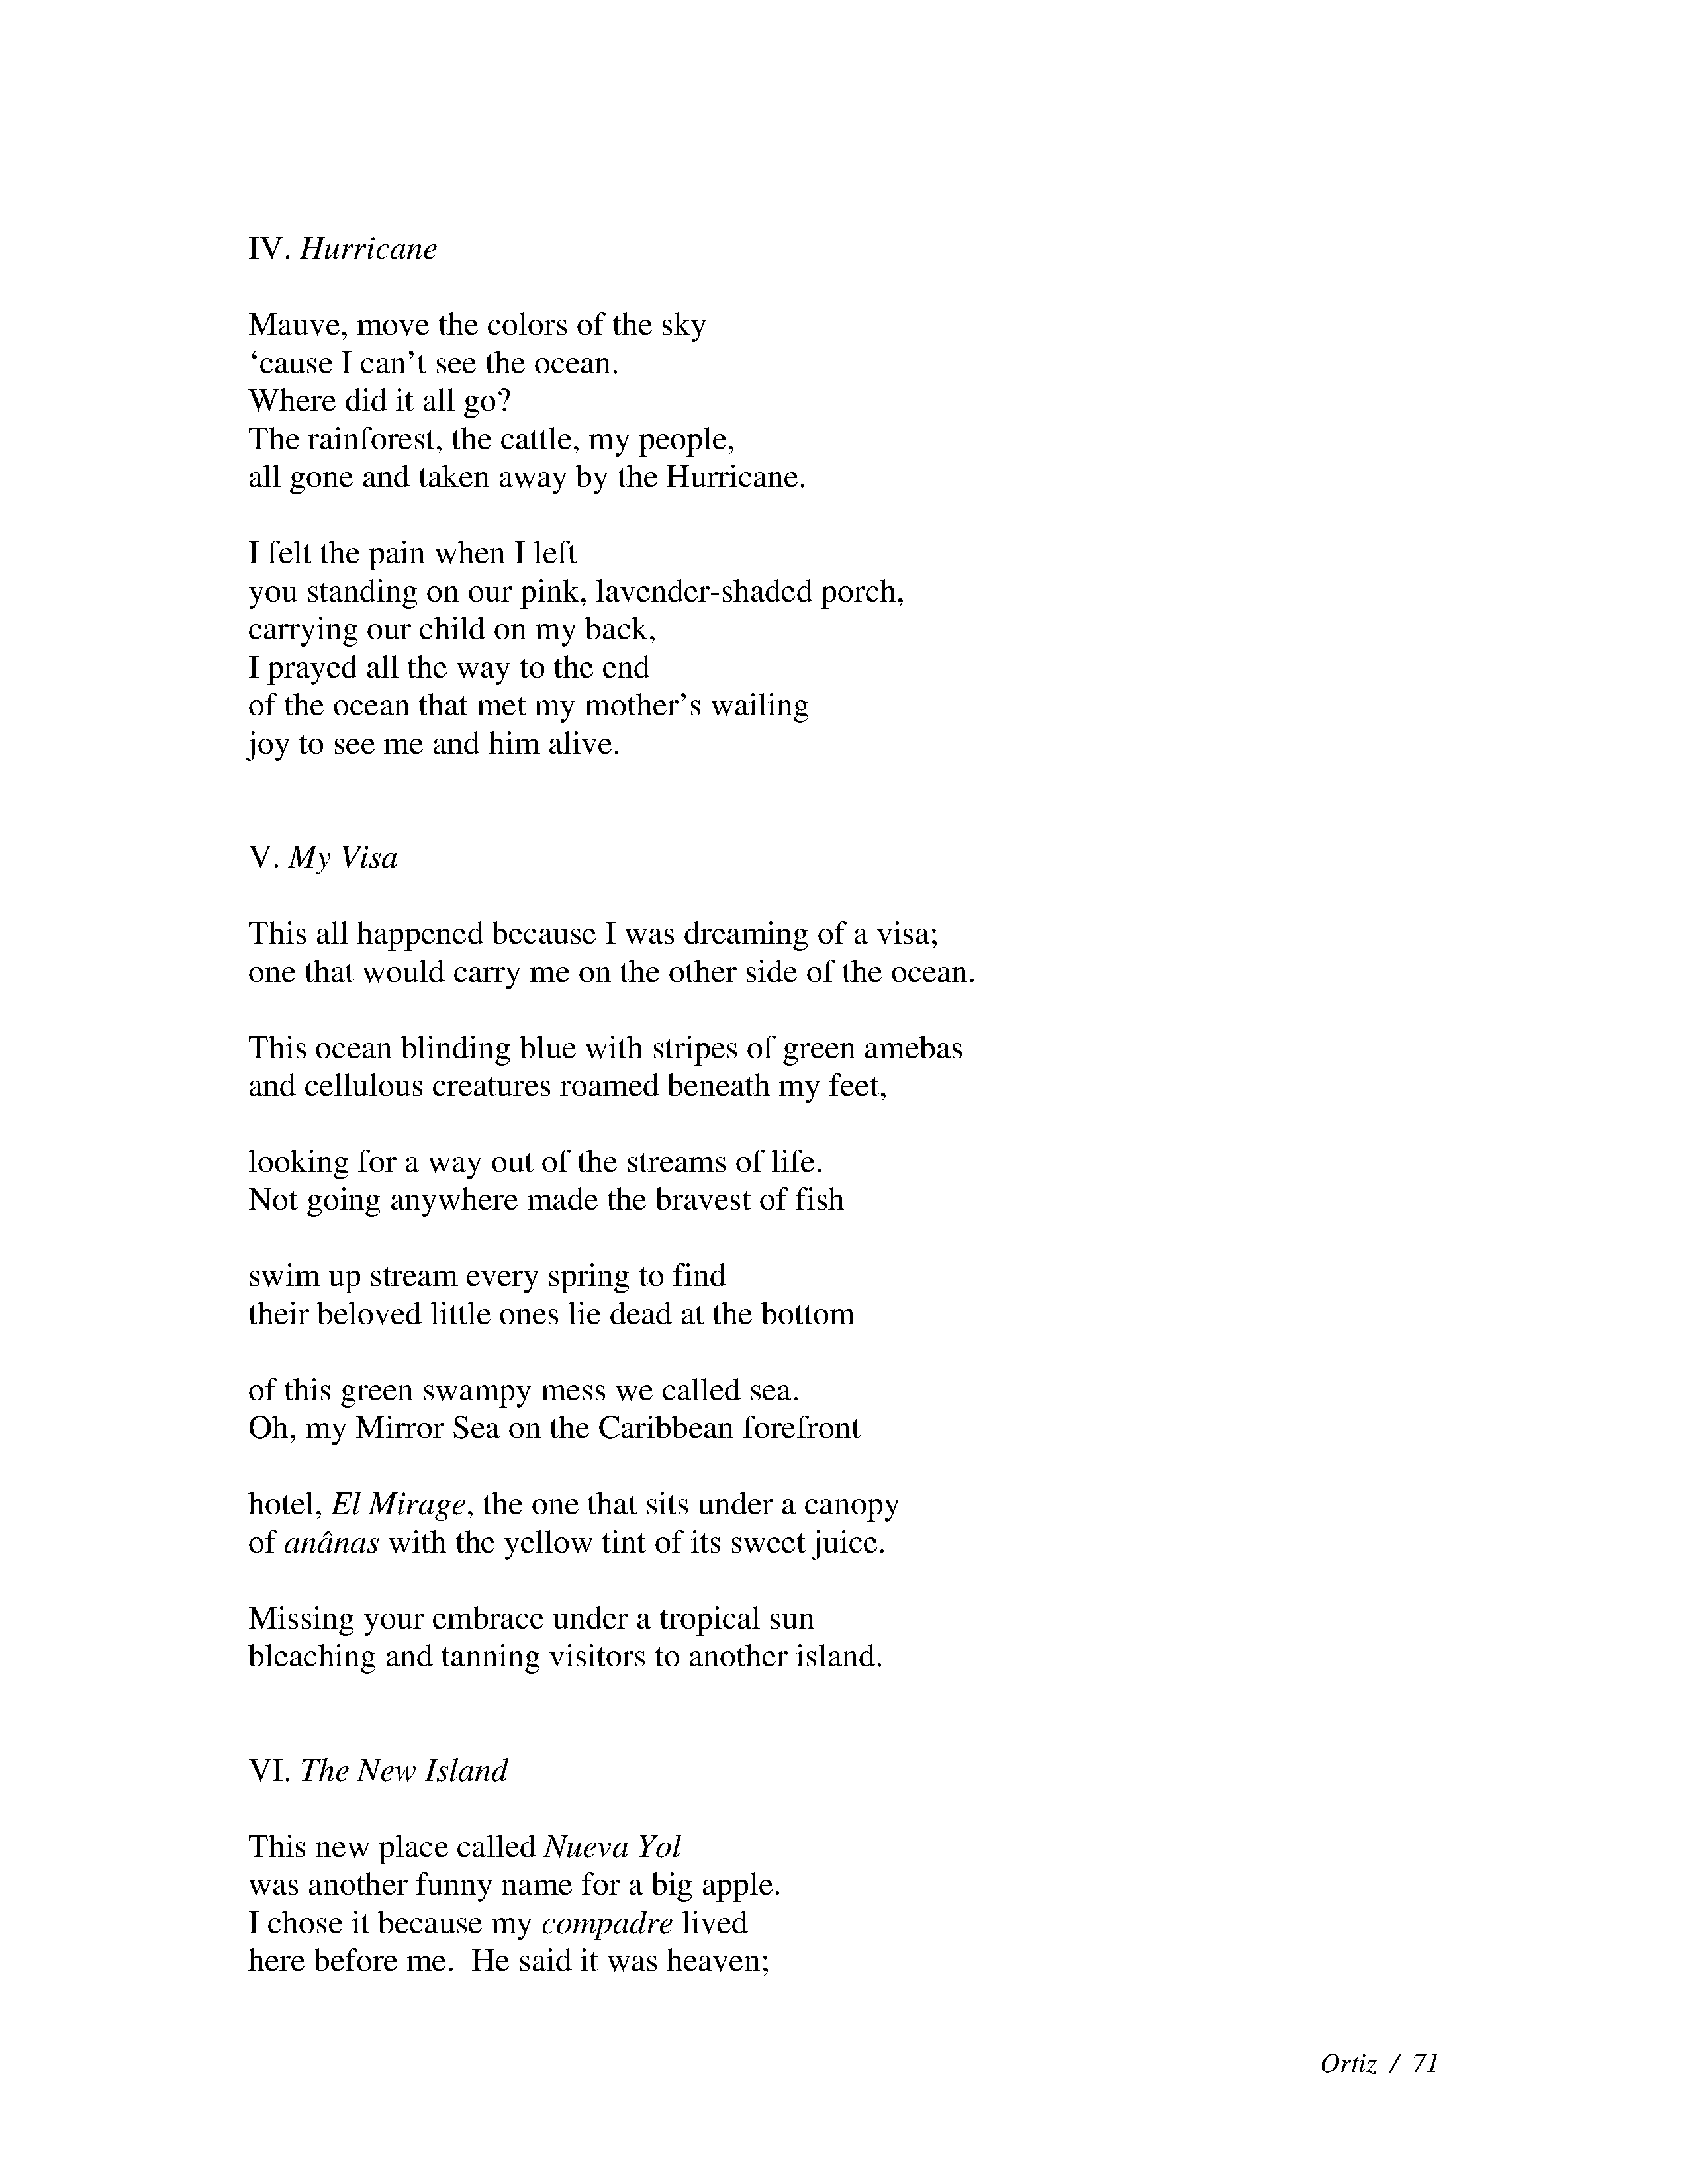 IV. Hurricane
Mauve, move the colors of the sky
‘cause I can’t see the ocean.
Where did it all go?
The rainforest, the cattle, my people,
all gone and taken away by the Hurricane.
I felt the pain when I left
you standing on our pink, lavender-shaded porch,
carrying our child on my back,
I prayed all the way to the end
of the ocean that met my mother’s wailing
joy to see me and him alive.
V. My Visa
This all happened because I was dreaming of a visa;
one that would carry me on the other side of the ocean.
This ocean blinding blue with stripes of green amebas
and cellulous creatures roamed beneath my feet,
looking for a way out of the streams of life.
Not going anywhere made the bravest of fish
swim up stream every spring to find
their beloved little ones lie dead at the bottom
of this green swampy mess we called sea.
Oh, my Mirror Sea on the Caribbean forefront
hotel, El Mirage, the one that sits under a canopy
of anânas with the yellow tint of its sweet juice.
Missing your embrace under a tropical sun
bleaching and tanning visitors to another island.
VI. The New Island
This new place called Nueva Yol
was another funny name for a big apple.
I chose it because my compadre lived
here before me.  He said it was heaven;
Ortiz / 71